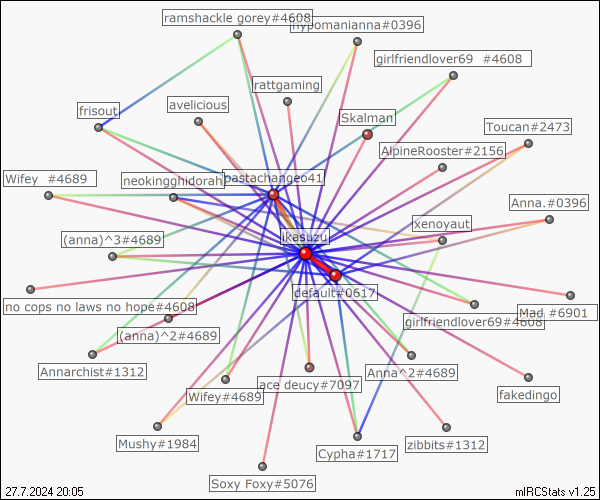 ramshackle gorey#4608
hypomanianna#0396
girlfriendlover69 #4608
rattgaming
avelicious
frisout
Skalman
Toucan#2473
AlpineRooster#2156
Wifey #4689
neokingghidorah
pastachange041
Anna.#0396
xenoyaut
ikasuzu
(anna)^3#4689
default#0617
no cops no laws no hope#4608
Mad #6901
girlfriendlover69#4608
(anna)^2#4689
Annarchist#1312
Anna^2#4689
ace deucy#7097
fakedingo
Wifey#4689
Mushy#1984
zibbits#1312
Cypha#1717
Soxy Foxy#5076
27.7.2024 20:05
mIRCStats v1.25